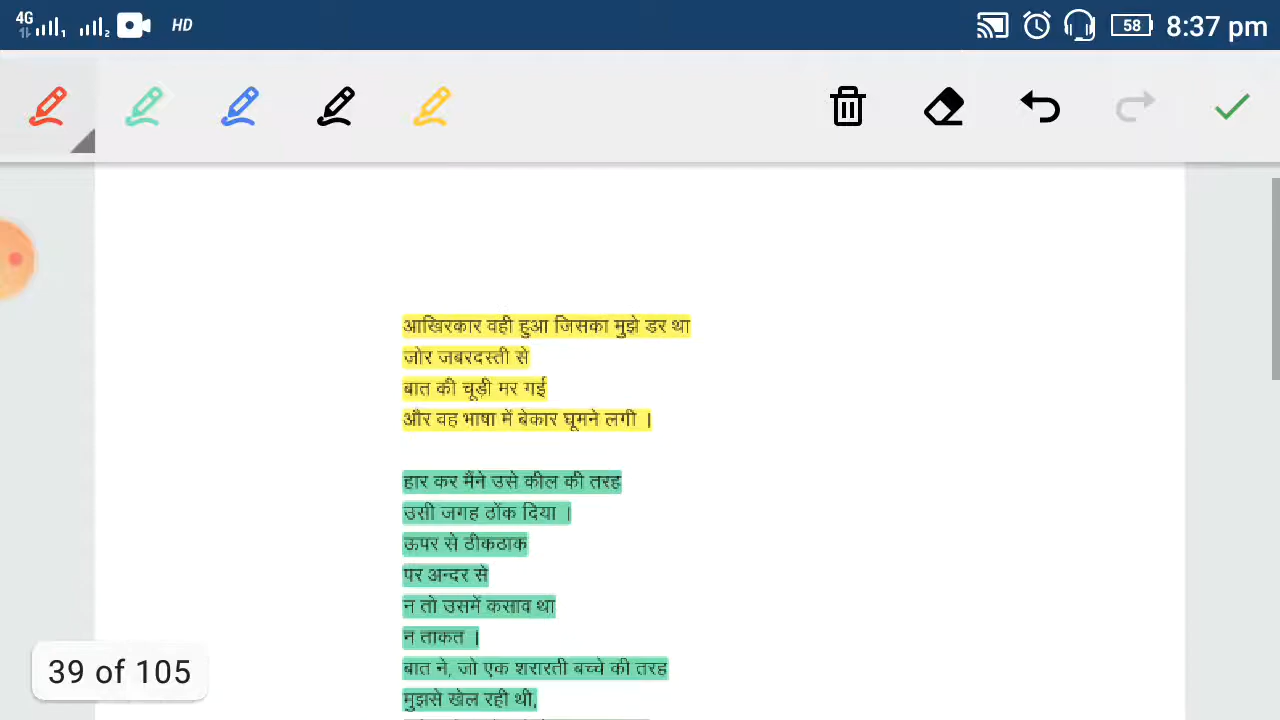 4G 1 2 HD 58 8:37 pm
आखिरकार वही हुआ जिसका मुझे डर था
ज़ोर जबरदस्ती से
बात की चूड़ी मर गई
और वह भाषा में बेकार घूमने लगी ।
हार कर मैंने उसे कील की तरह
उसी जगह ठोंक दिया ।
ऊपर से ठीकठाक
पर अन्दर से
न तो उसमें कसाव था
न ताकत ।
बात ने, जो एक शरारती बच्चे की तरह
मुझसे खेल रही थी,
39 of 105